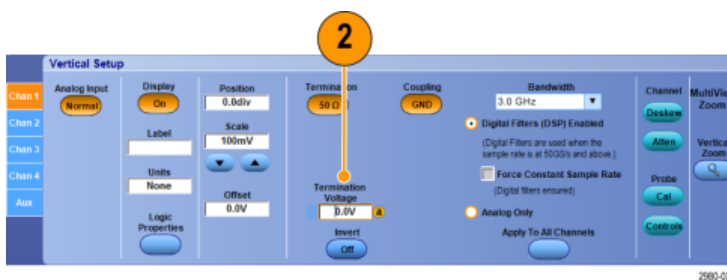 2
Vertical Setup
Chan 1
Chan 2
Chan 3
Chan 4
Aux
Analog Input
Normal
Display
On
Label
Units
None
Logic
Properties
Position
0.0div
Scale
100mV
Offset
0.0V
Termination
50 Ω
Termination
Voltage
0.0V
a
Invert
Off
Coupling
GND
Bandwidth
3.0 GHz
Digital Filters (DSP) Enabled
(Digital Filters are used when the
sample rate is at 50GS/s and above.)
Force Constant Sample Rate
(Digital filters ensured)
Analog Only
Apply To All Channels
Channel
Deskew
Atten
Probe
Cal
Controls
MultiVie
Zoom
Vertica
Zoom